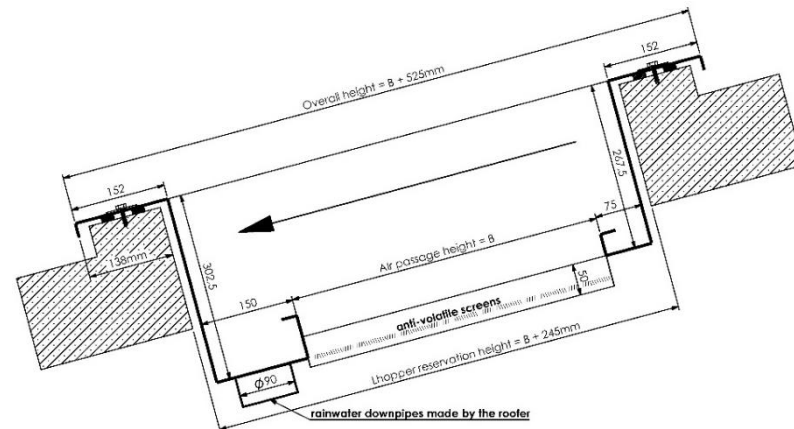 152
Overall height = B + 525mm
152
267.5
75
Air passage height = B
138mm
302.5
150
50
anti-volatile screens
Lhopper reservation height = B + 245mm
Φ90
rainwater downpipes made by the roofer